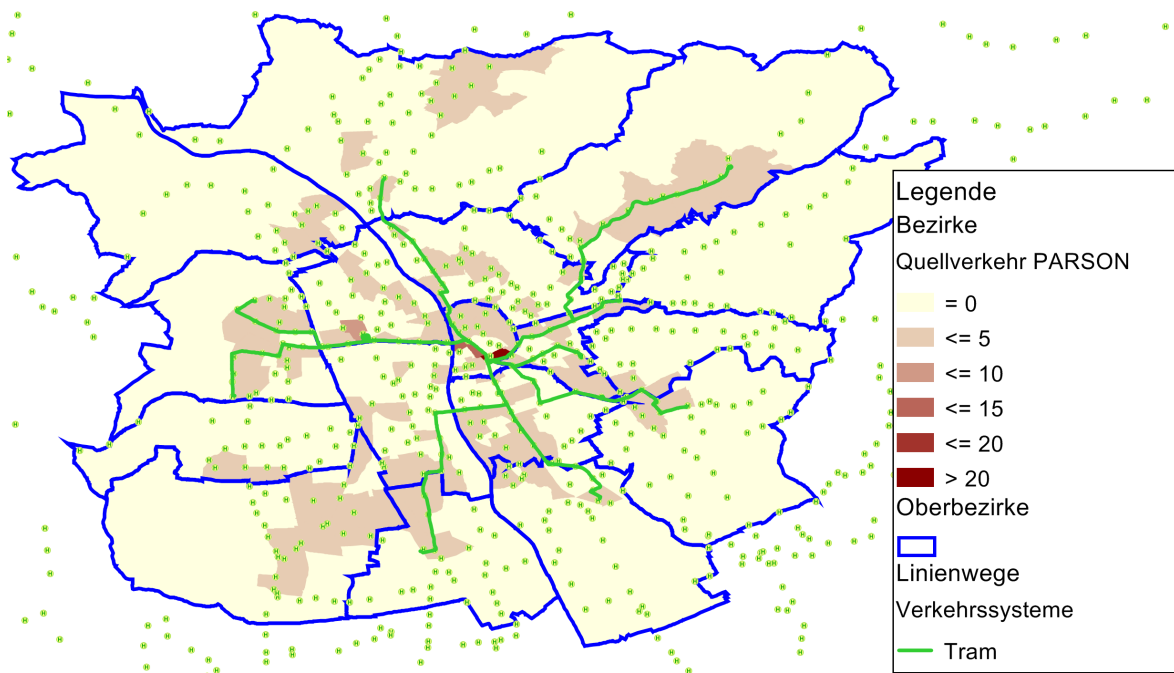 Legende
Bezirke
Quellverkehr PARSON
= 0
<= 5
<= 10
<= 15
<= 20
> 20
Oberbezirke
Linienwege
Verkehrssysteme
Tram